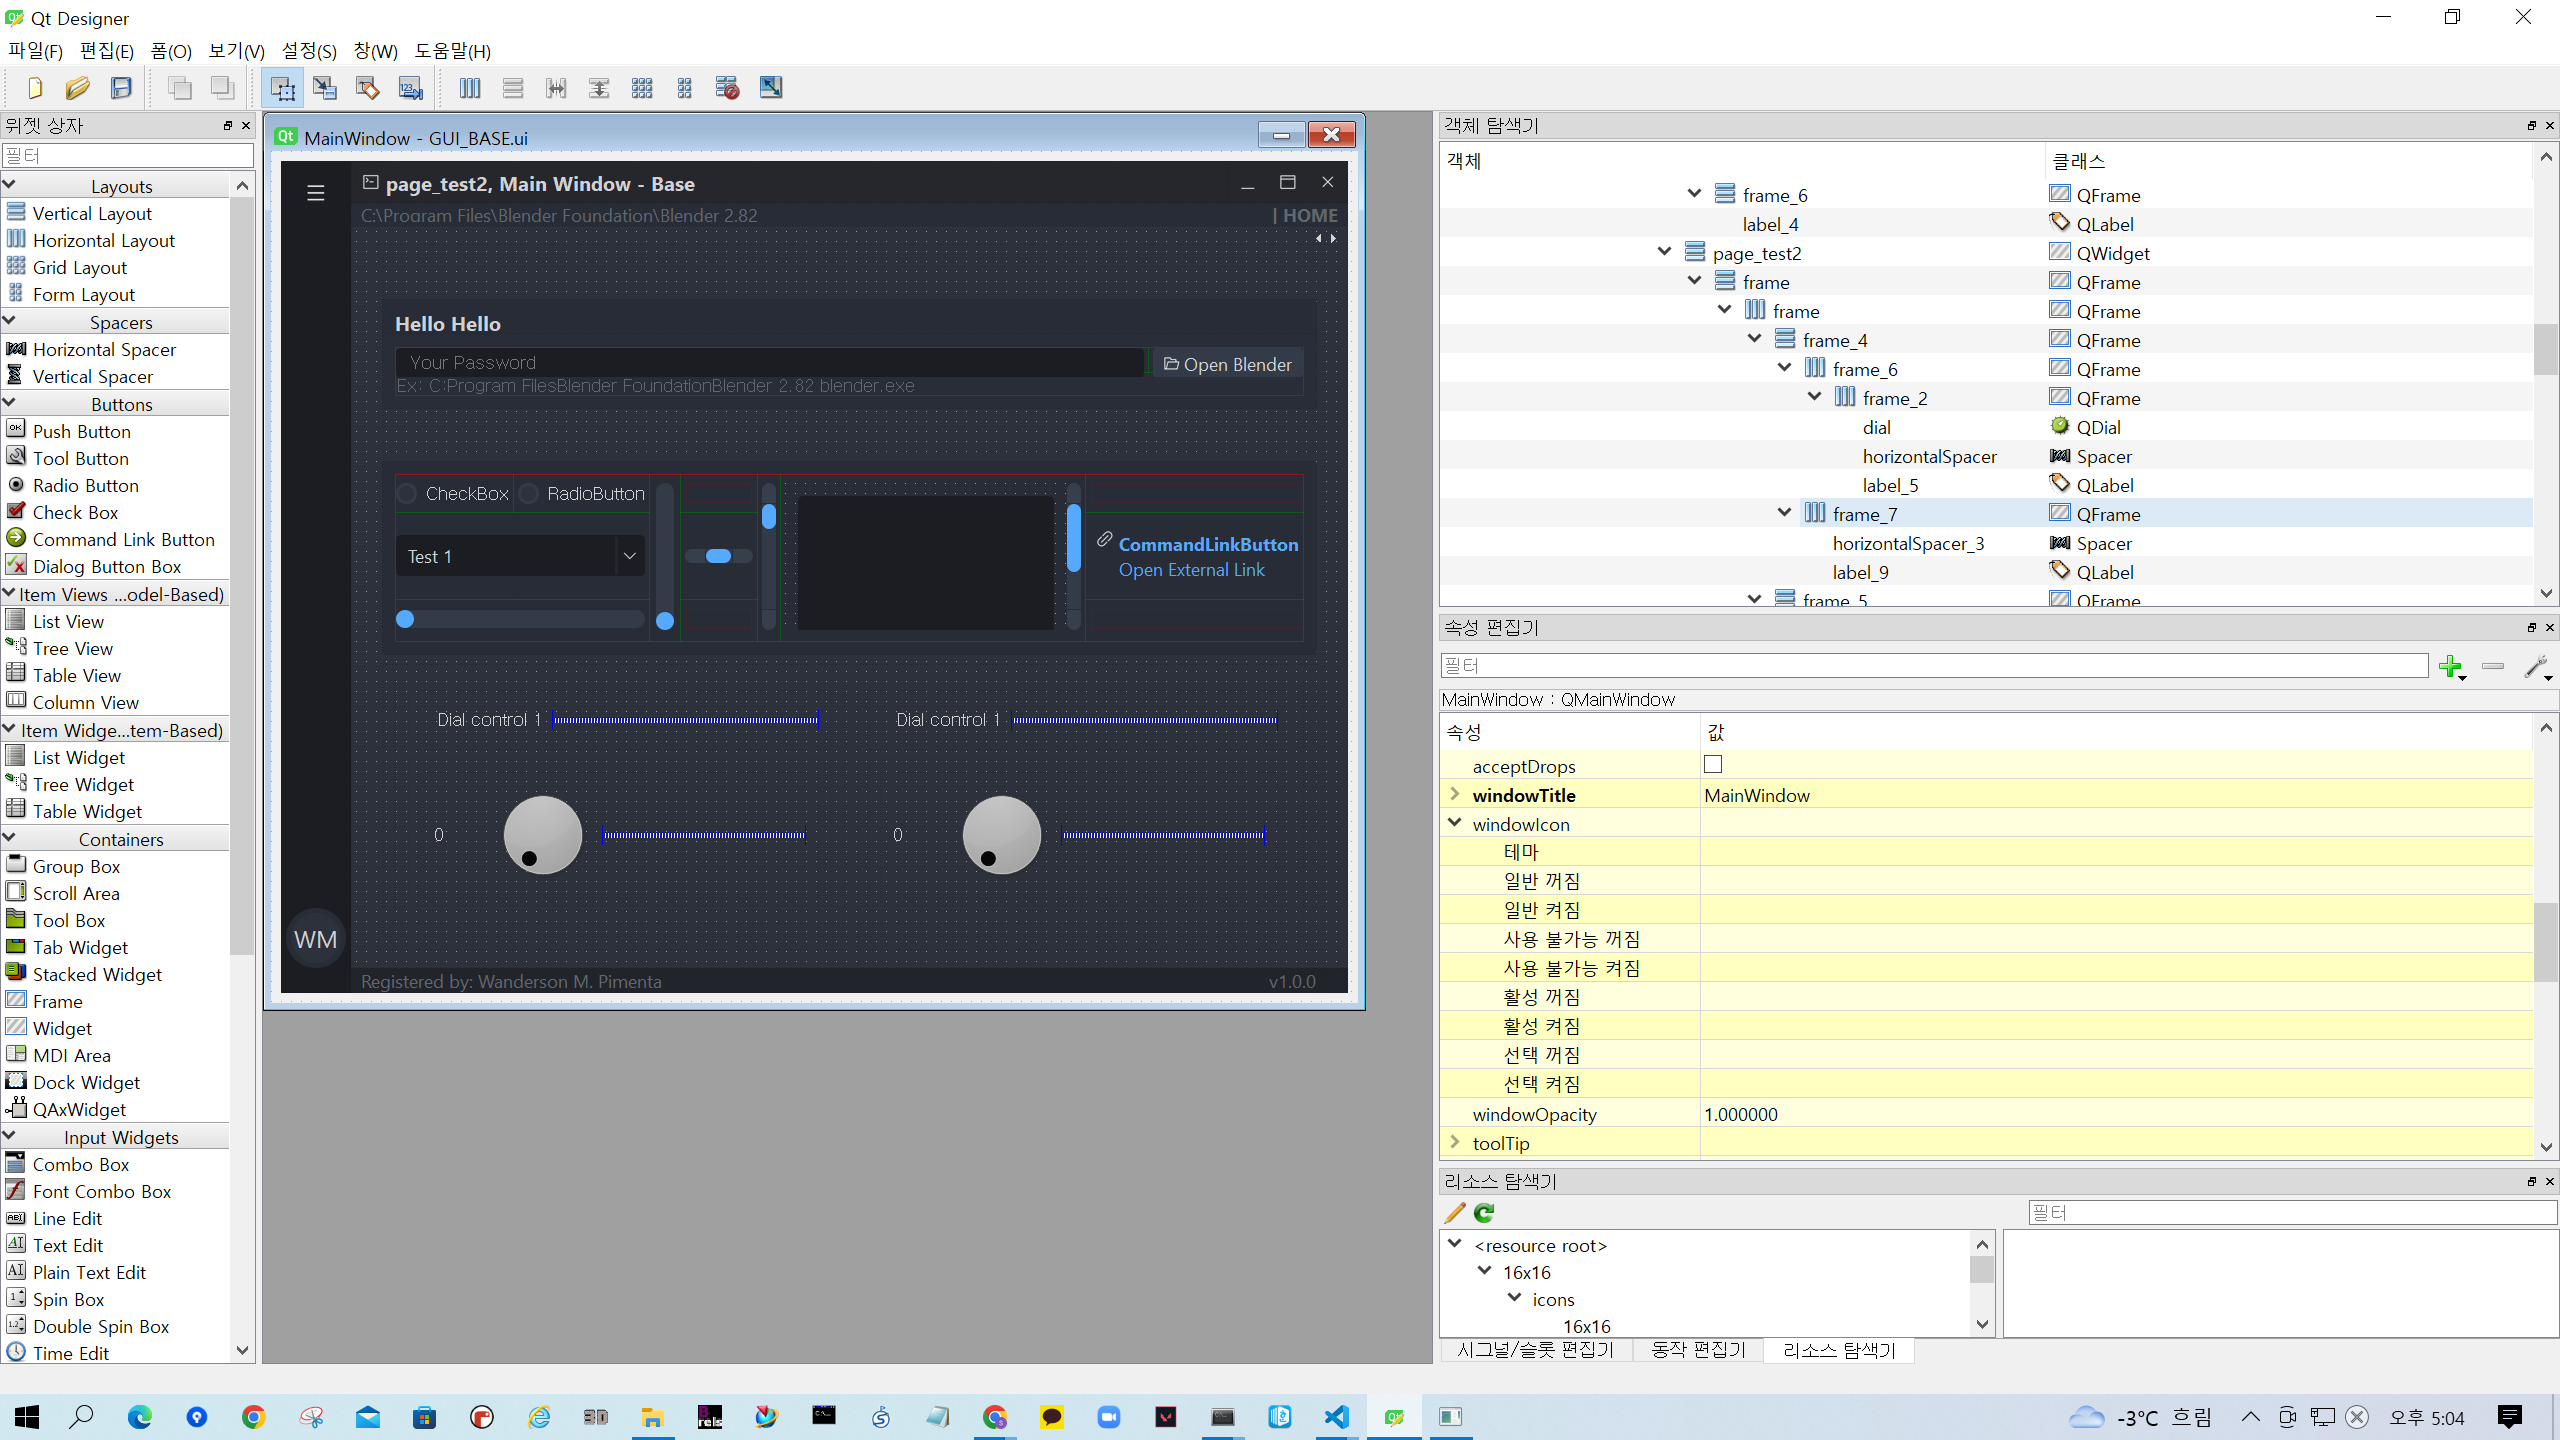 Qt Designer
파일(F) 편집(E) 폼(O) 보기(V) 설정(S) 창(W) 도움말(H)
위젯 상자
필터
Layouts
Vertical Layout
Horizontal Layout
Grid Layout
Form Layout
Spacers
Horizontal Spacer
Vertical Spacer
Buttons
Push Button
Tool Button
Radio Button
Check Box
Command Link Button
Dialog Button Box
Item Views ...odel-Based)
List View
Tree View
Table View
Column View
Item Widge...tem-Based)
List Widget
Tree Widget
Table Widget
Containers
Group Box
Scroll Area
Tool Box
Tab Widget
Stacked Widget
Frame
Widget
MDI Area
Dock Widget
QAxWidget
Input Widgets
Combo Box
Font Combo Box
Line Edit
Text Edit
Plain Text Edit
Spin Box
Double Spin Box
Time Edit
MainWindow - GUI_BASE.ui
page_test2, Main Window - Base
C:\Program Files\Blender Foundation\Blender 2.82
| HOME
Hello Hello
Your Password
Open Blender
Ex: C:Program FilesBlender FoundationBlender 2.82 blender.exe
CheckBox
RadioButton
Test 1
CommandLinkButton
Open External Link
Dial control 1
Dial control 1
0
0
WM
Registered by: Wanderson M. Pimenta
v1.0.0
객체 탐색기
객체 클래스
frame_6 QFrame
label_4 QLabel
page_test2 QWidget
frame QFrame
frame QFrame
frame_4 QFrame
frame_6 QFrame
frame_2 QFrame
dial QDial
horizontalSpacer Spacer
label_5 QLabel
frame_7 QFrame
horizontalSpacer_3 Spacer
label_9 QLabel
frame_5 QFrame
속성 편집기
필터
MainWindow : QMainWindow
속성 값
acceptDrops
windowTitle MainWindow
windowIcon
테마
일반 꺼짐
일반 켜짐
사용 불가능 꺼짐
사용 불가능 켜짐
활성 꺼짐
활성 켜짐
선택 꺼짐
선택 켜짐
windowOpacity 1.000000
toolTip
리소스 탐색기
필터
<resource root>
16x16
icons
16x16
시그널/슬롯 편집기 동작 편집기 리소스 탐색기
3D
-3°C 흐림
오후 5:04